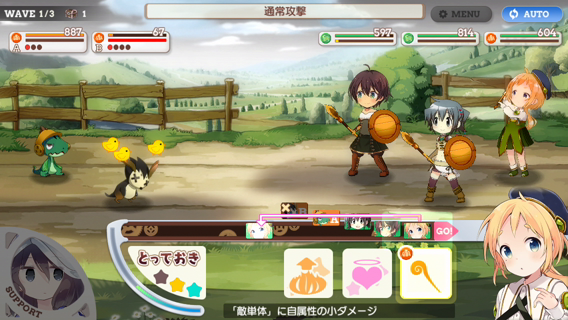 WAVE 1/3
1
通常攻撃
MENU
AUTO
887
67
A
B
597
814
604
GO!
とっておき
SUPPORT
「敵単体」に自属性の小ダメージ